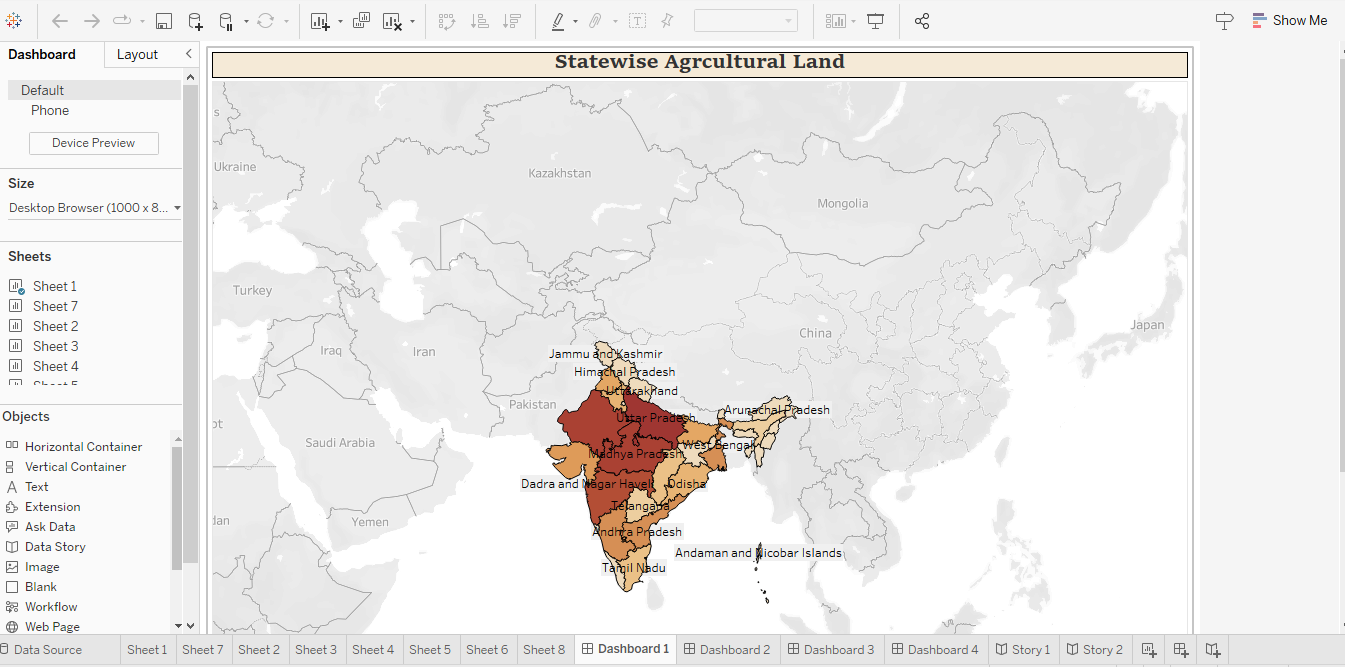 Show Me
Dashboard
Layout
Default
Phone
Device Preview
Size
Desktop Browser (1000 x 8...
Sheets
Sheet 1
Sheet 7
Sheet 2
Sheet 3
Sheet 4
Objects
Horizontal Container
Vertical Container
Text
Extension
Ask Data
Data Story
Image
Blank
Workflow
Web Page
Statewise Agrcultural Land
Ukraine
Kazakhstan
Mongolia
Turkey
China
Japan
Iraq
Iran
Jammu and Kashmir
Himachal Pradesh
Uttarakhand
Pakistan
Arunachal Pradesh
Uttar Pradesh
Saudi Arabia
West Bengal
Madhya Pradesh
Dadra and Nagar Haveli
Odisha
Telangana
Yemen
Andhra Pradesh
Andaman and Nicobar Islands
Tamil Nadu
Data Source
Sheet 1
Sheet 7
Sheet 2
Sheet 3
Sheet 4
Sheet 5
Sheet 6
Sheet 8
Dashboard 1
Dashboard 2
Dashboard 3
Dashboard 4
Story 1
Story 2